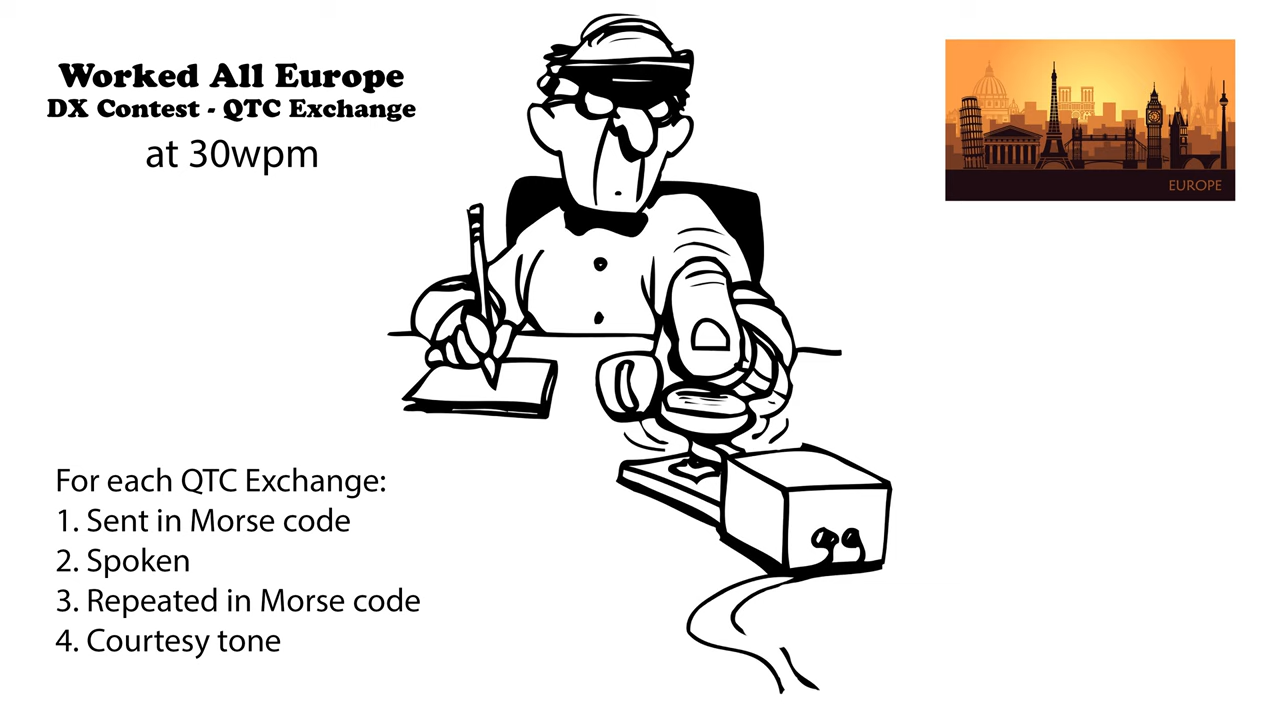 Worked All Europe
DX Contest - QTC Exchange
at 30wpm
EUROPE
For each QTC Exchange:
1. Sent in Morse code
2. Spoken
3. Repeated in Morse code
4. Courtesy tone